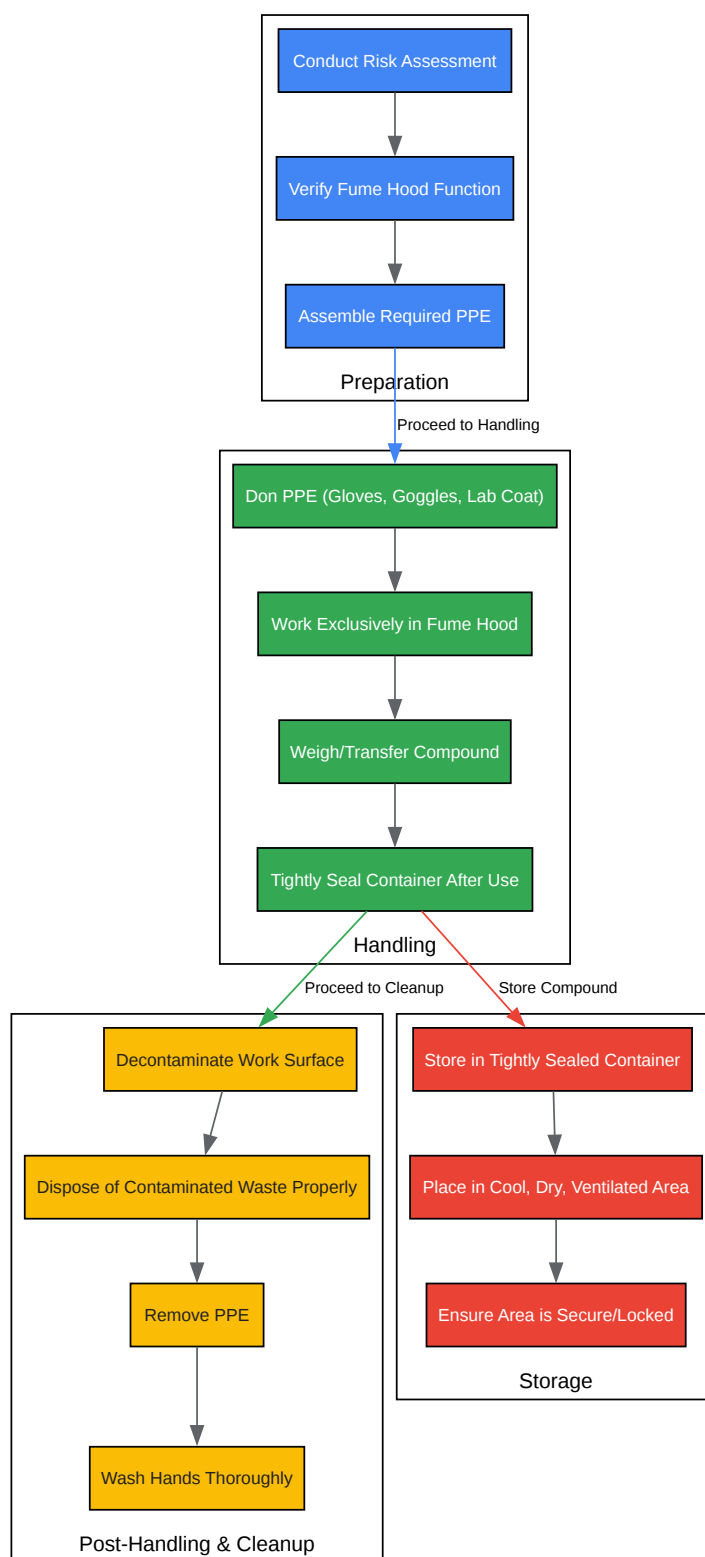 Conduct Risk Assessment
Verify Fume Hood Function
Assemble Required PPE
Preparation
Proceed to Handling
Don PPE (Gloves, Goggles, Lab Coat)
Work Exclusively in Fume Hood
Weigh/Transfer Compound
Tightly Seal Container After Use
Handling
Proceed to Cleanup
Store Compound
Decontaminate Work Surface
Dispose of Contaminated Waste Properly
Remove PPE
Wash Hands Thoroughly
Post-Handling & Cleanup
Store in Tightly Sealed Container
Place in Cool, Dry, Ventilated Area
Ensure Area is Secure/Locked
Storage